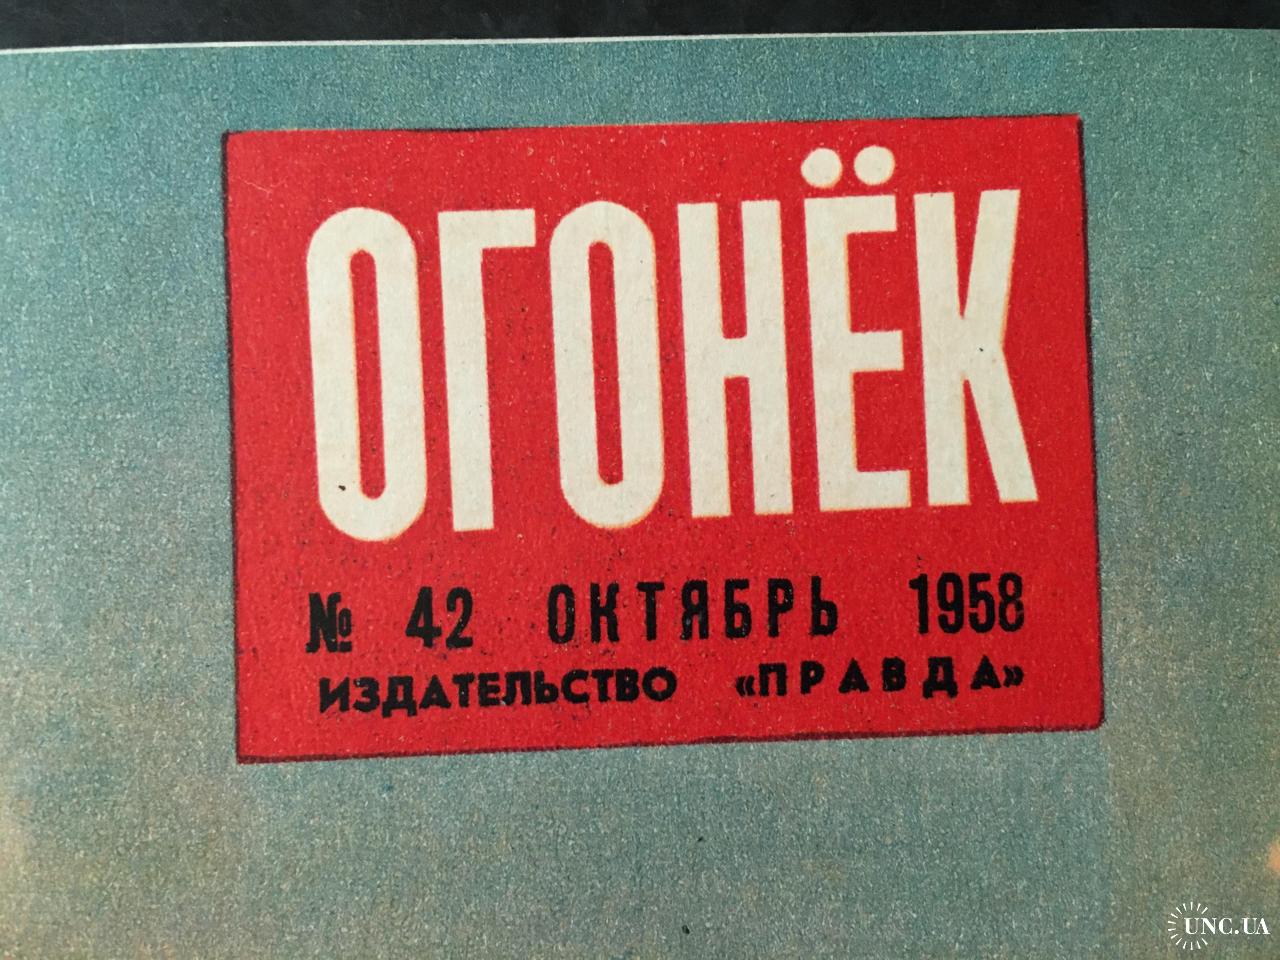 ОГОНЁК
№ 42 ОКТЯБРЬ 1958
ИЗДАТЕЛЬСТВО «ПРАВДА»
UNC.UA